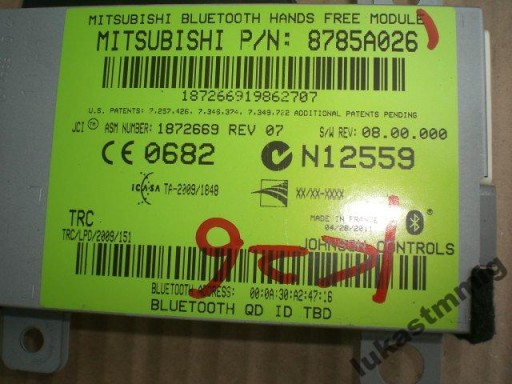 MITSUBISHI BLUETOOTH HANDS FREE MODULE
MITSUBISHI P/N: 8785A026
187266919862707
U.S. PATENTS: 7,257,426, 7,349,374, 7,349,722 ADDITIONAL PATENTS PENDING
JCI ASM NUMBER: 1872669 REV 07 S/W REV: 08.00.000
CE 0682 N12559
ICASA TA-2009/1848 XX/XX-XXXX
TRC
TRC/LPD/2009/151
MADE IN FRANCE
04/28/2011
JOHNSON CONTROLS
BLUETOOTH ADDRESS: 00:0A:30:A2:47:16
BLUETOOTH QD ID TBD
lukastmmng